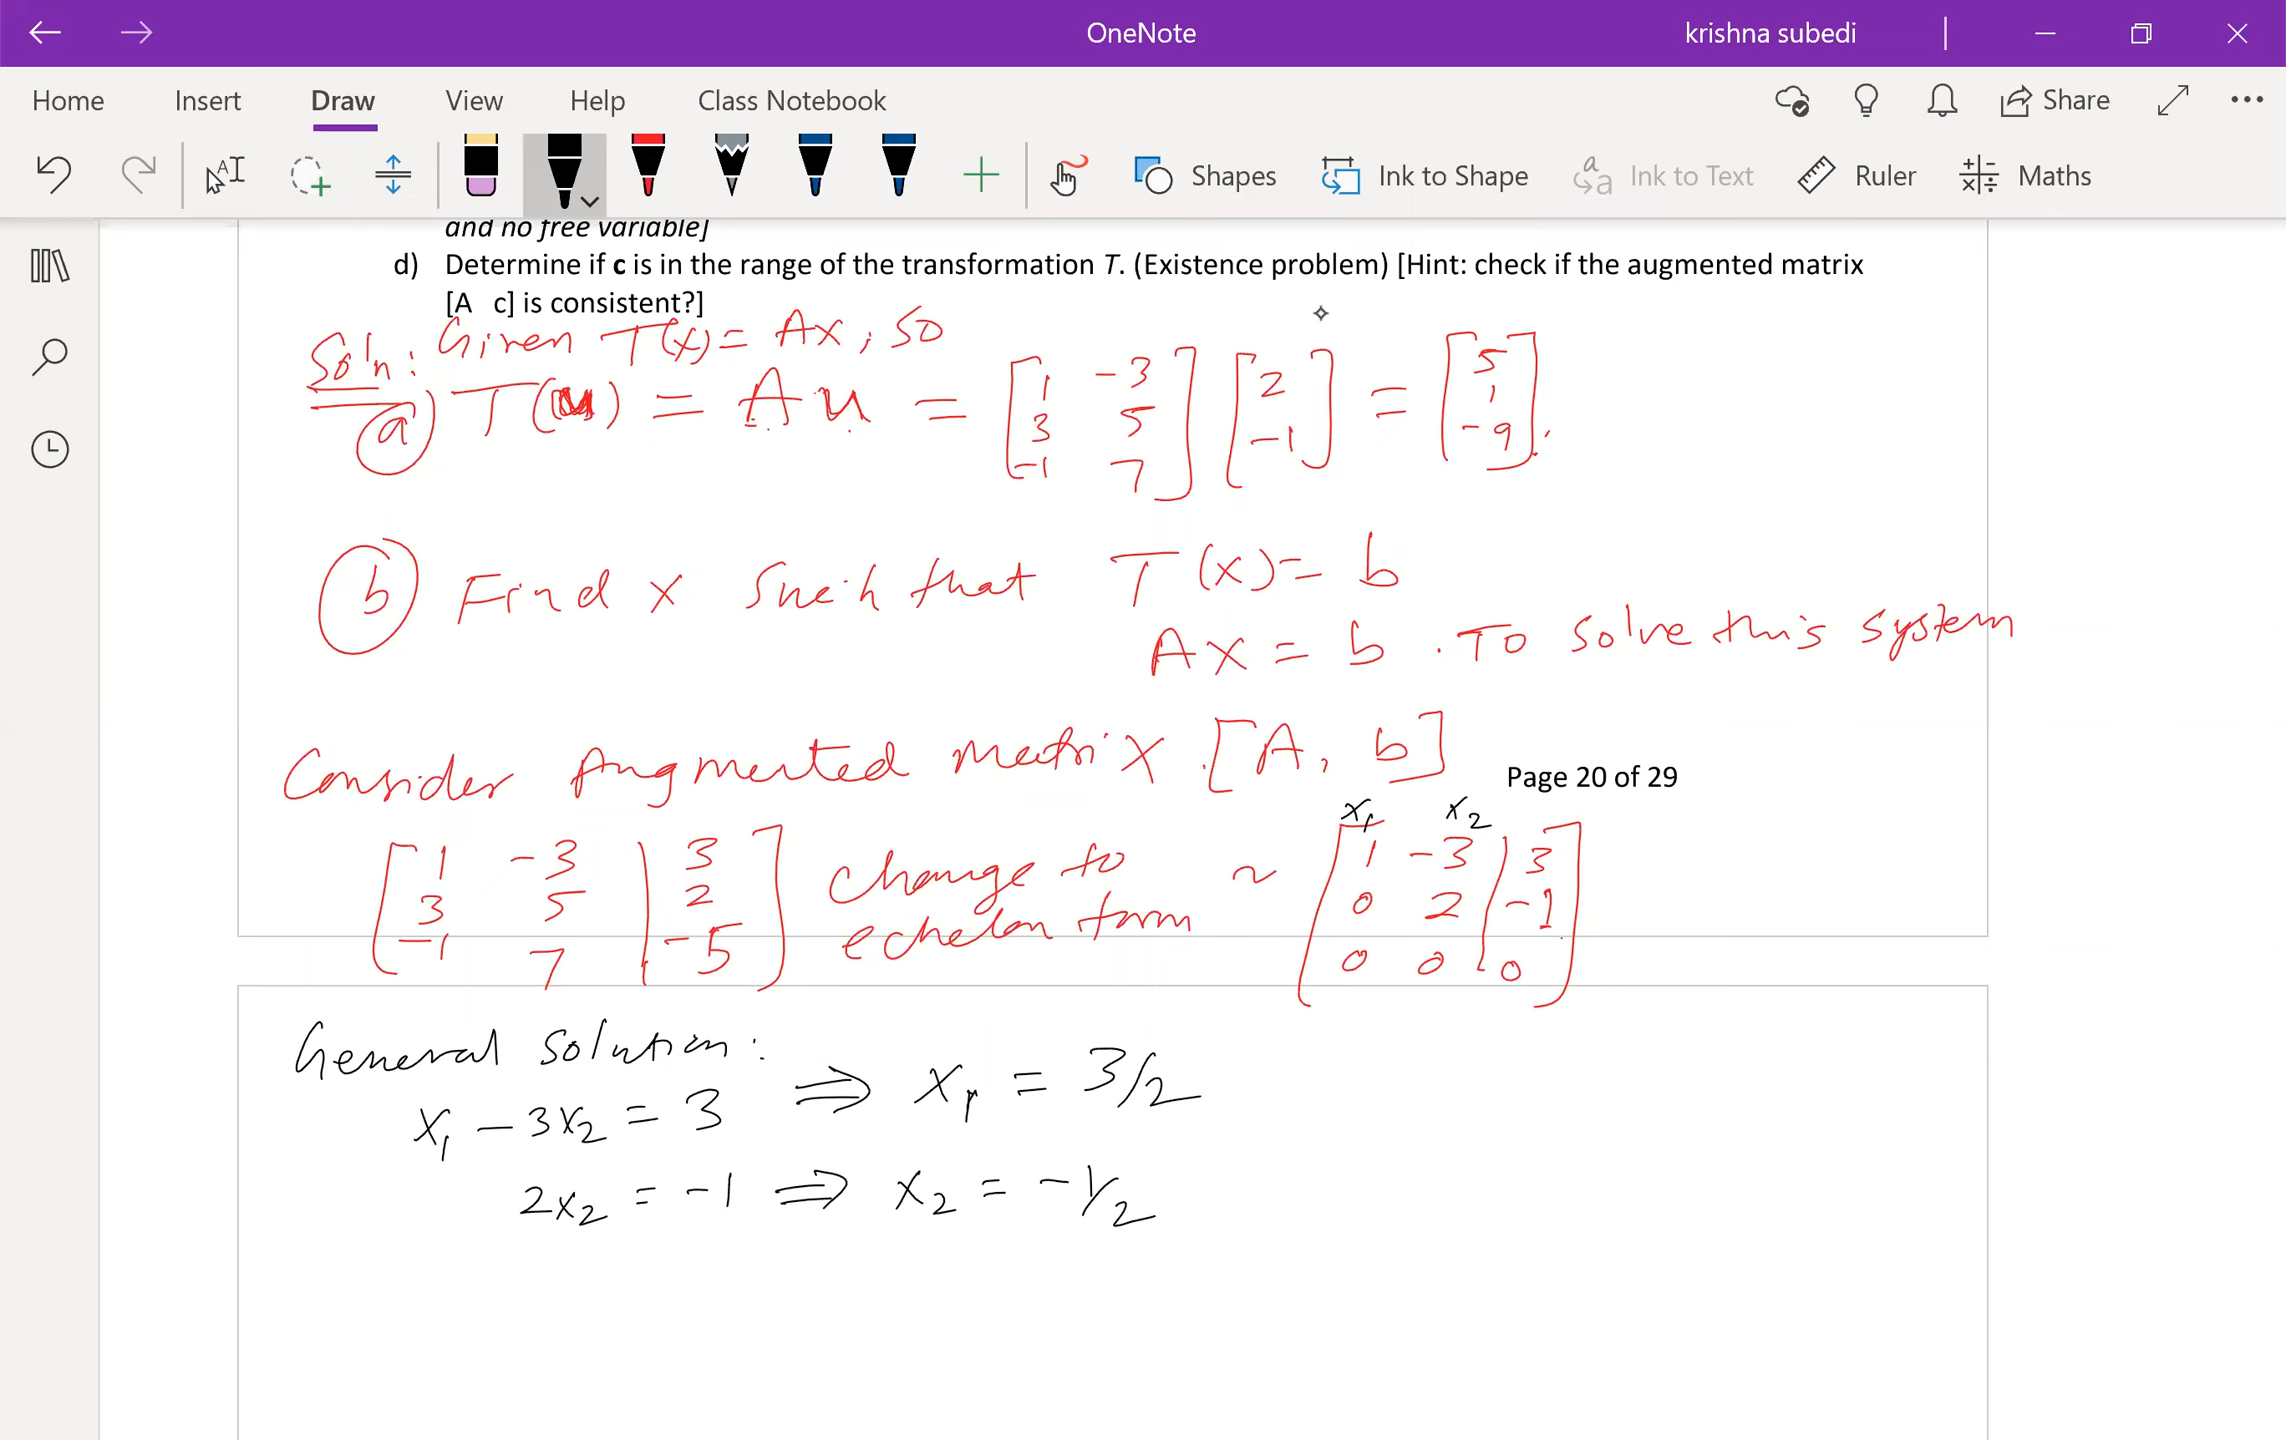 OneNote
krishna subedi
Home Insert Draw View Help Class Notebook Share
Shapes Ink to Shape Ink to Text Ruler Maths
and no free variable]
d) Determine if c is in the range of the transformation T. (Existence problem) [Hint: check if the augmented matrix
[A c] is consistent?]
Soln: Given T(x) = Ax, so
a) T(u) = Au = [1 -3; 3 5; -1 7] [2; -1] = [5; 1; -9].
b Find x such that T(x) = b
Ax = b . To solve this system
Consider Augmented matrix [A, b]
Page 20 of 29
x1 x2
[1 -3 | 3; 3 5 | 2; -1 7 | -5] change to echelon form ~ [1 -3 | 3; 0 2 | -1; 0 0 | 0]
General solution:
x1 - 3x2 = 3 ⇒ x1 = 3/2
2x2 = -1 ⇒ x2 = -1/2